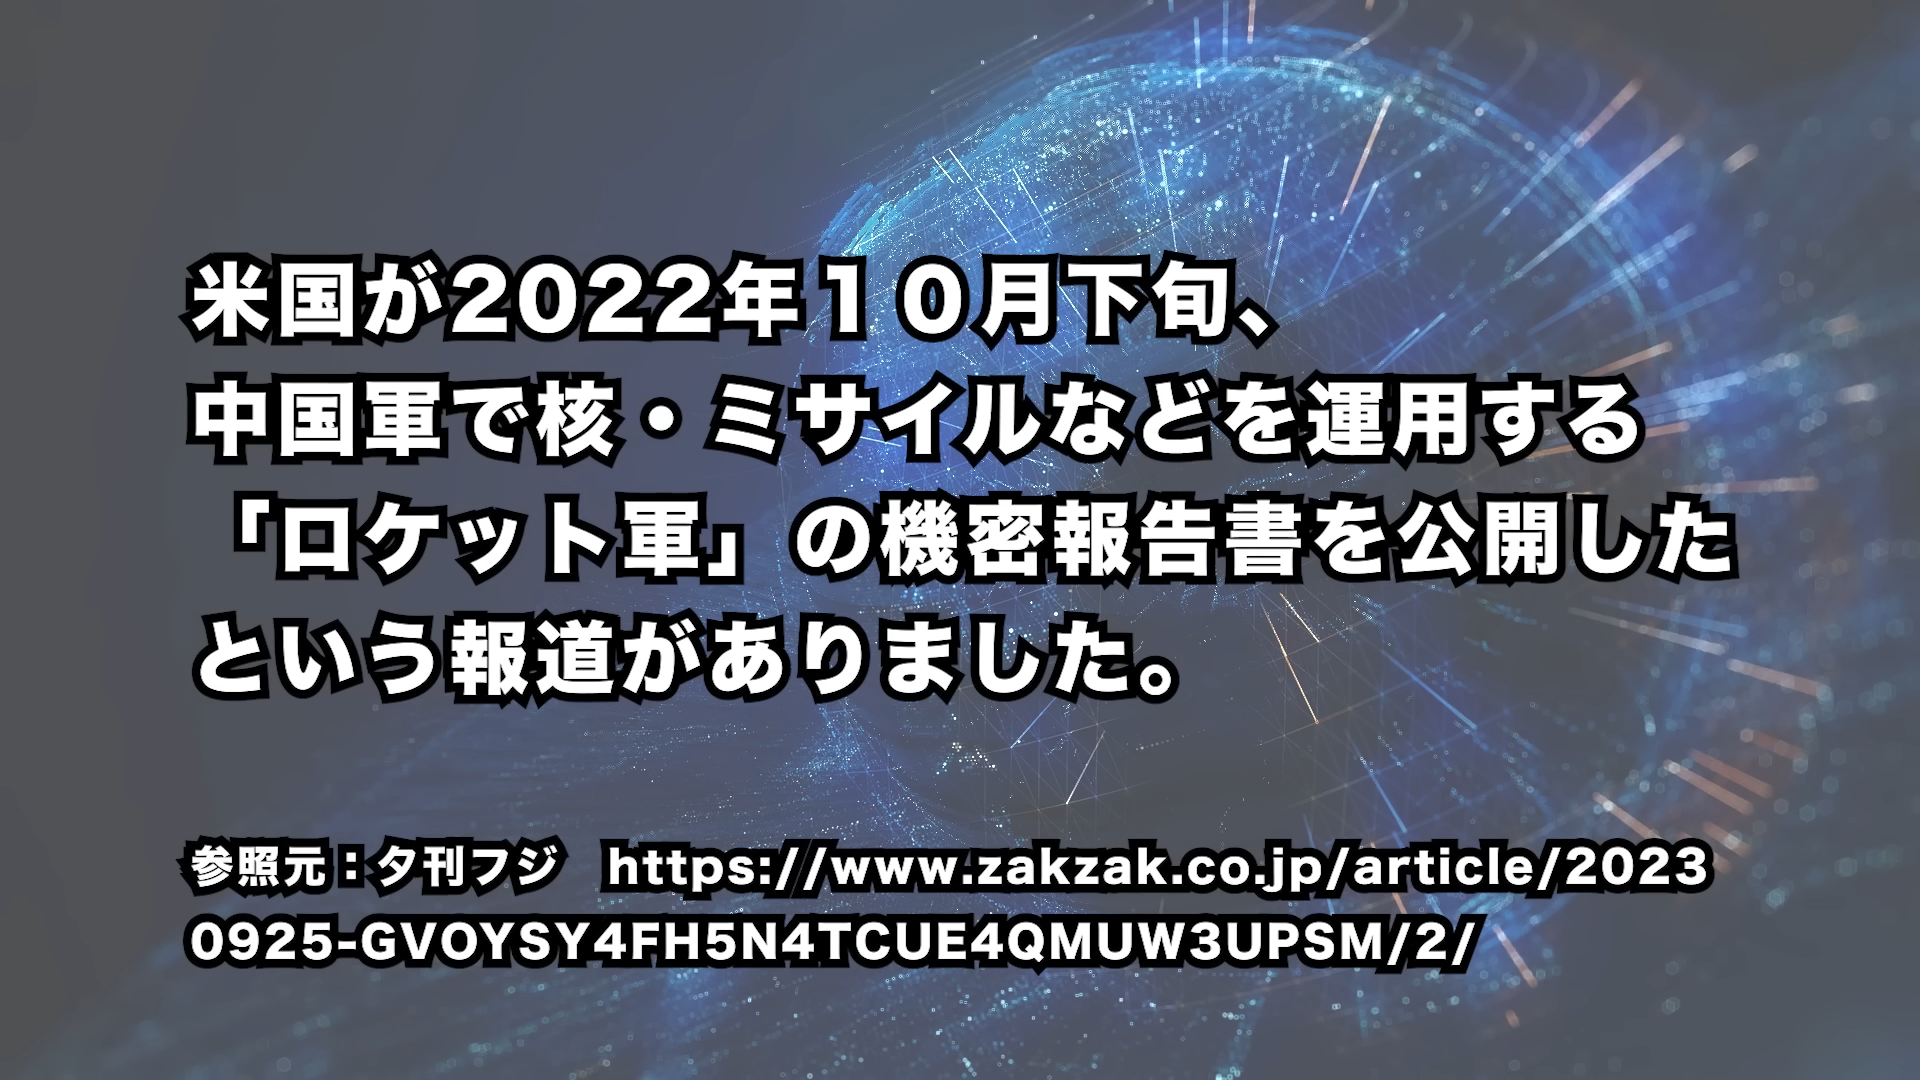 米国が2022年１０月下旬、
中国軍で核・ミサイルなどを運用する
「ロケット軍」の機密報告書を公開した
という報道がありました。
参照元：夕刊フジ　https://www.zakzak.co.jp/article/2023
0925-GVOYSY4FH5N4TCUE4QMUW3UPSM/2/